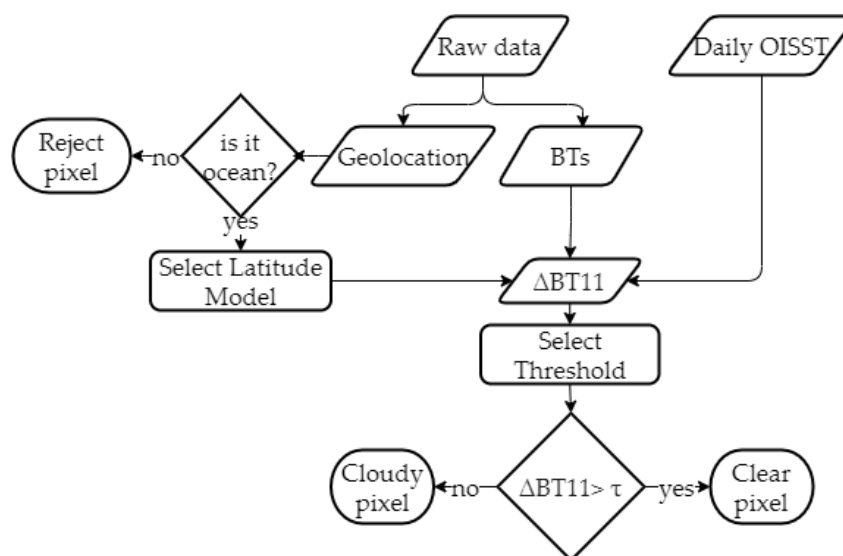 Raw data
Daily OISST
Reject
pixel
no
is it
ocean?
Geolocation
BTs
yes
Select Latitude
Model
ΔBT11
Select
Threshold
Cloudy
pixel
no
ΔBT11> τ
yes
Clear
pixel